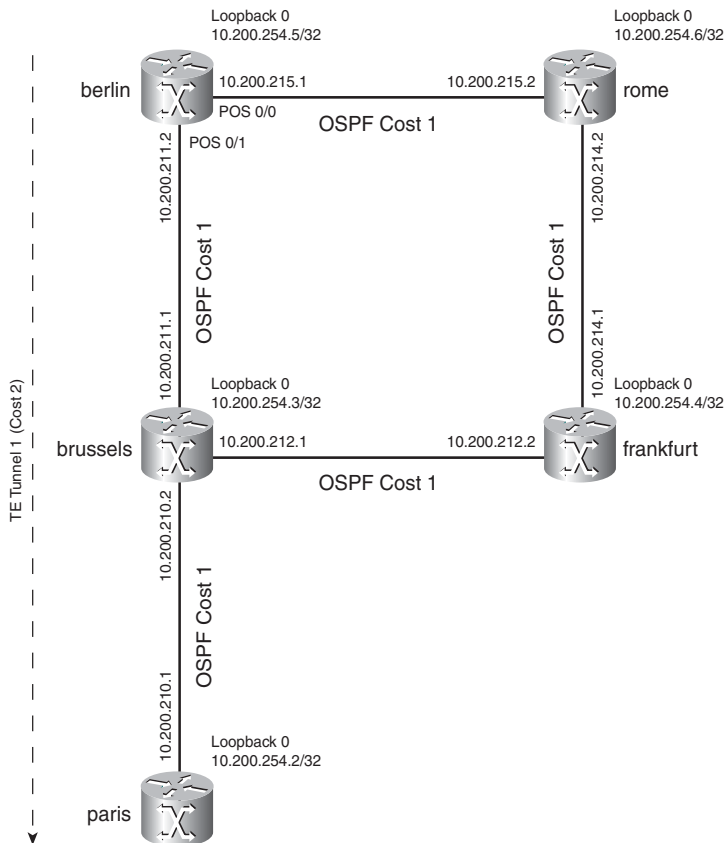 Loopback 0
10.200.254.5/32
Loopback 0
10.200.254.6/32
berlin
10.200.215.1
10.200.215.2
rome
POS 0/0
OSPF Cost 1
POS 0/1
10.200.211.2
10.200.214.2
OSPF Cost 1
OSPF Cost 1
10.200.211.1
10.200.214.1
Loopback 0
10.200.254.3/32
Loopback 0
10.200.254.4/32
brussels
10.200.212.1
10.200.212.2
frankfurt
OSPF Cost 1
TE Tunnel 1 (Cost 2)
10.200.210.2
OSPF Cost 1
10.200.210.1
Loopback 0
10.200.254.2/32
paris